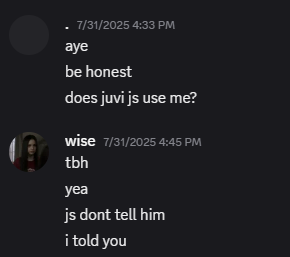 . 7/31/2025 4:33 PM
aye
be honest
does juvi js use me?
wise 7/31/2025 4:45 PM
tbh
yea
js dont tell him
i told you